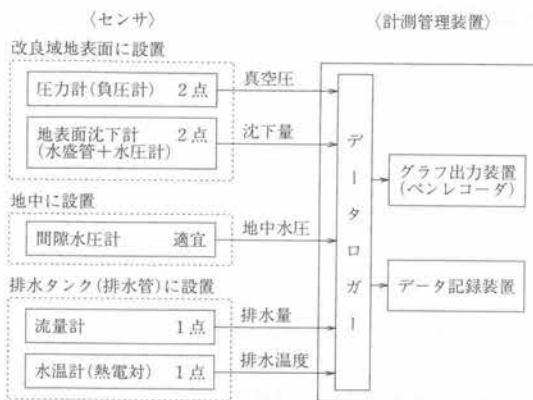 〈センサ〉
〈計測管理装置〉
改良域地表面に設置
圧力計(負圧計) 2点
真空圧
地表面沈下計 2点
(水盛管+水圧計)
沈下量
地中に設置
間隙水圧計 適宜
地中水圧
排水タンク(排水管)に設置
流量計 1点
排水量
水温計(熱電対) 1点
排水温度
データロガー
グラフ出力装置
(ペンレコーダ)
データ記録装置